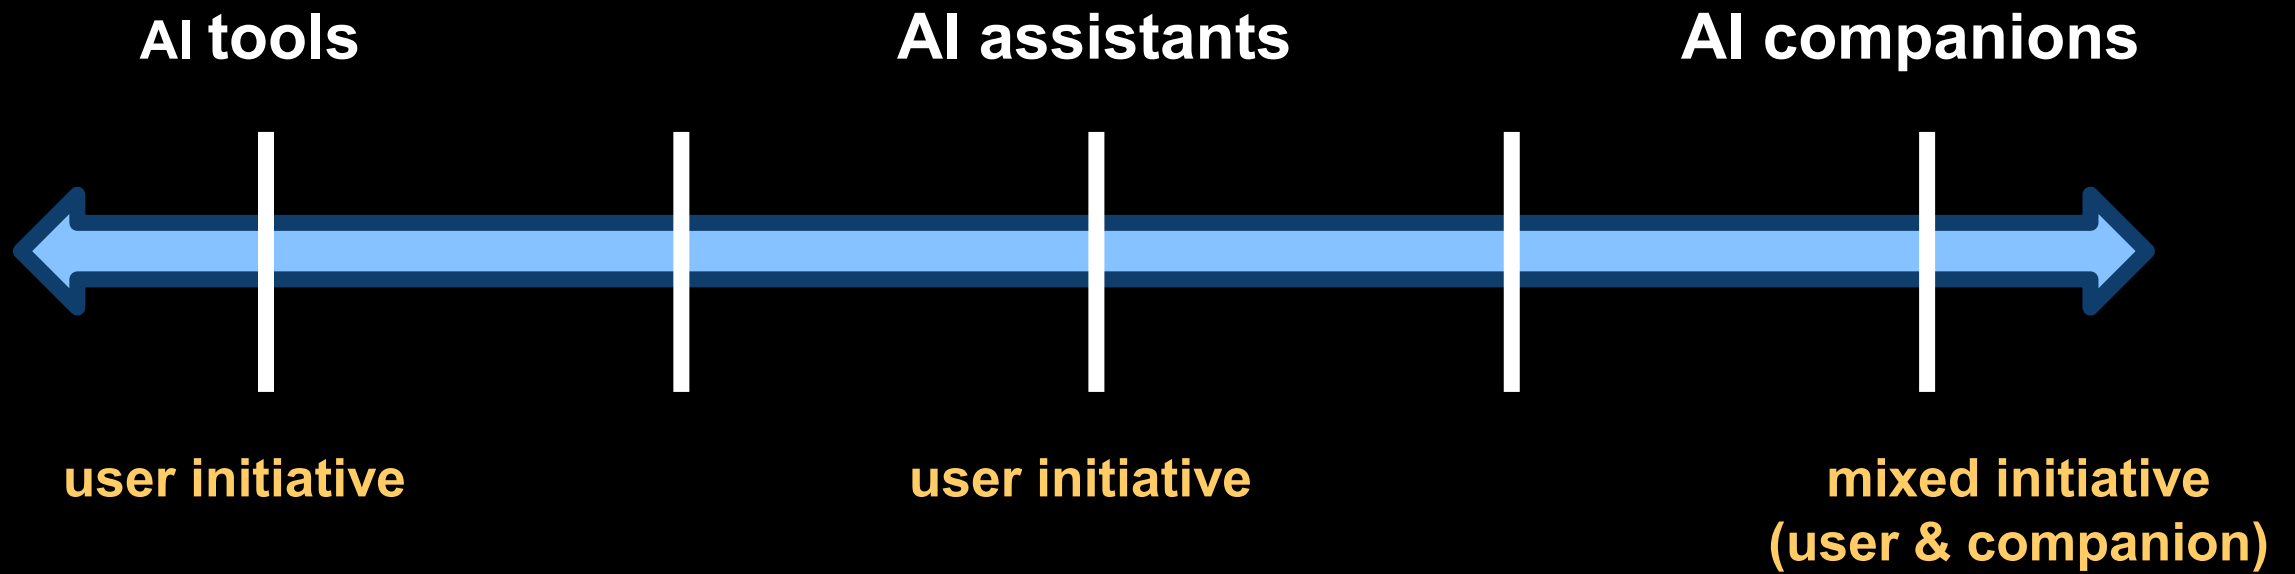 AI tools
AI assistants
AI companions
user initiative
user initiative
mixed initiative
(user & companion)